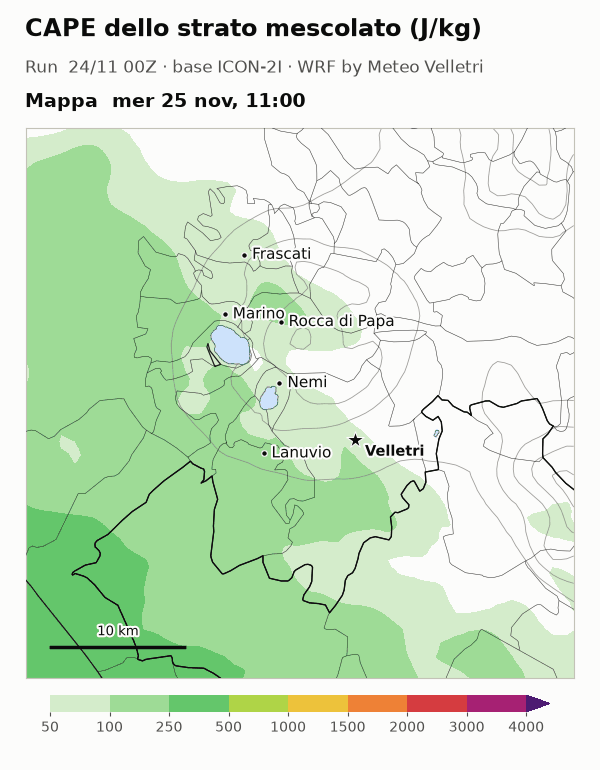 CAPE dello strato mescolato (J/kg)
Run  24/11 00Z · base ICON-2I · WRF by Meteo Velletri
Mappa  mer 25 nov, 11:00
Frascati
Marino
Rocca di Papa
Nemi
Velletri
Lanuvio
10 km
50 100 250 500 1000 1500 2000 3000 4000